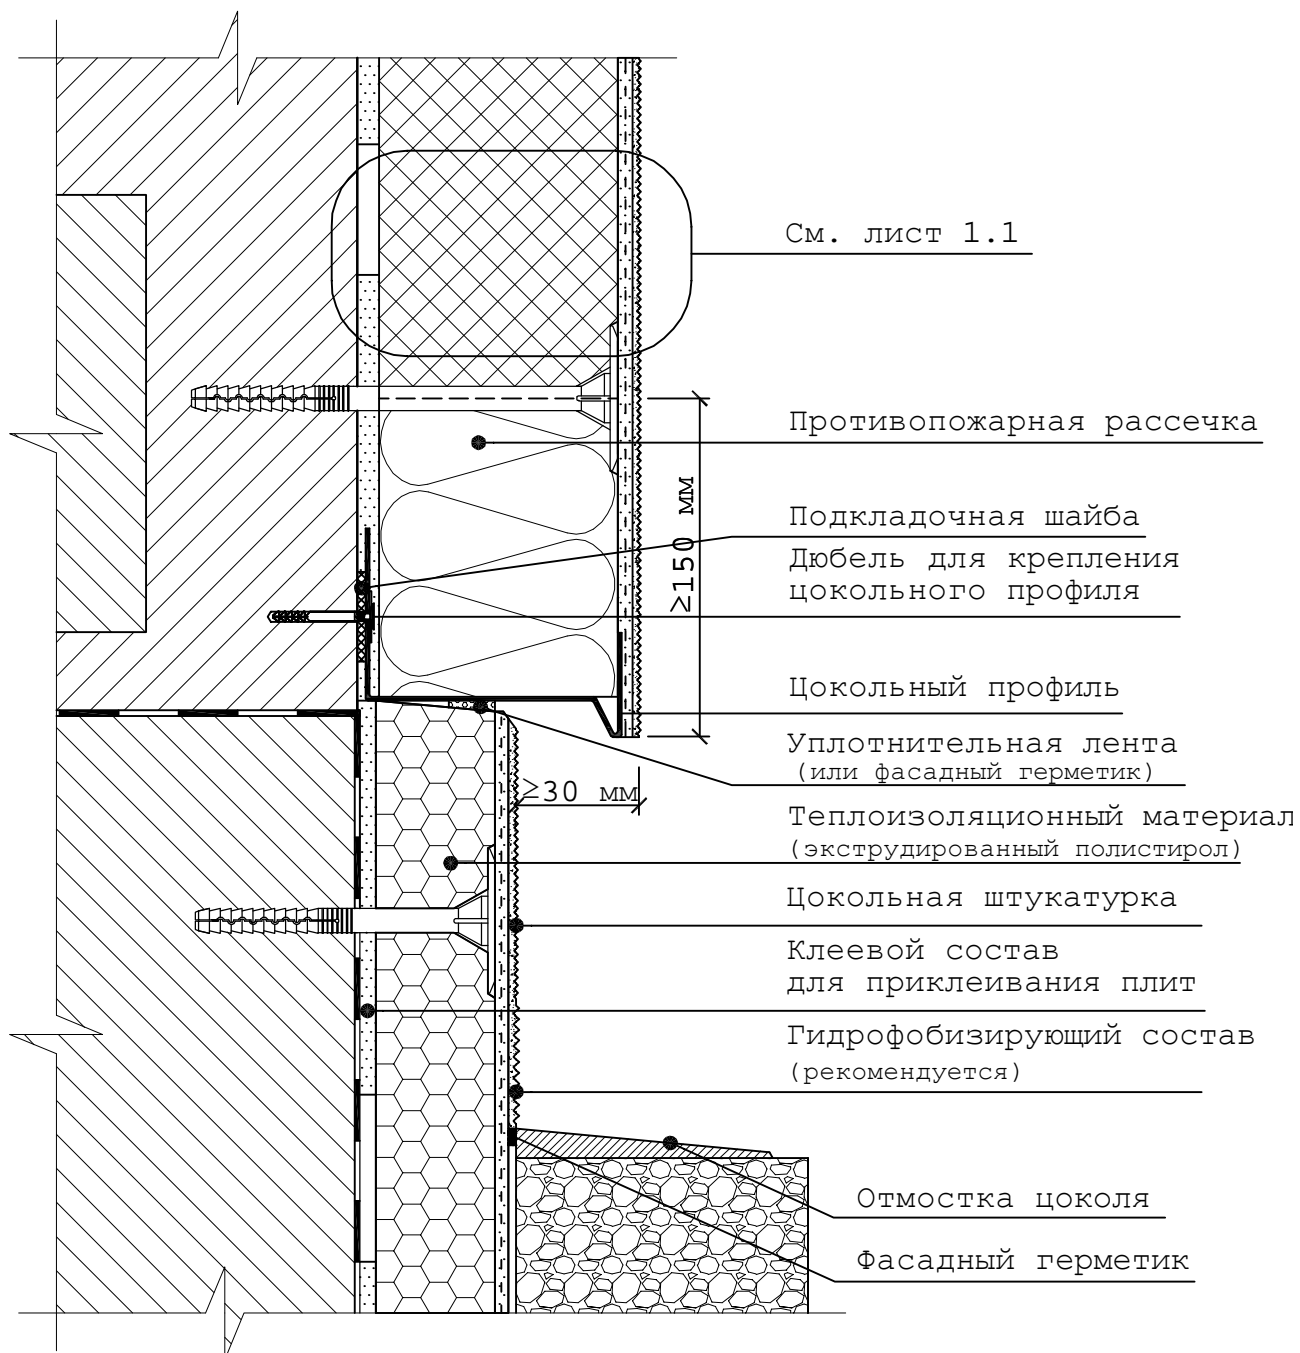 См. лист 1.1
Противопожарная рассечка
≥150 мм
Подкладочная шайба
Дюбель для крепления
цокольного профиля
Цокольный профиль
Уплотнительная лента
(или фасадный герметик)
≥30 мм
Теплоизоляционный материал
(экструдированный полистирол)
Цокольная штукатурка
Клеевой состав
для приклеивания плит
Гидрофобизирующий состав
(рекомендуется)
Отмостка цоколя
Фасадный герметик